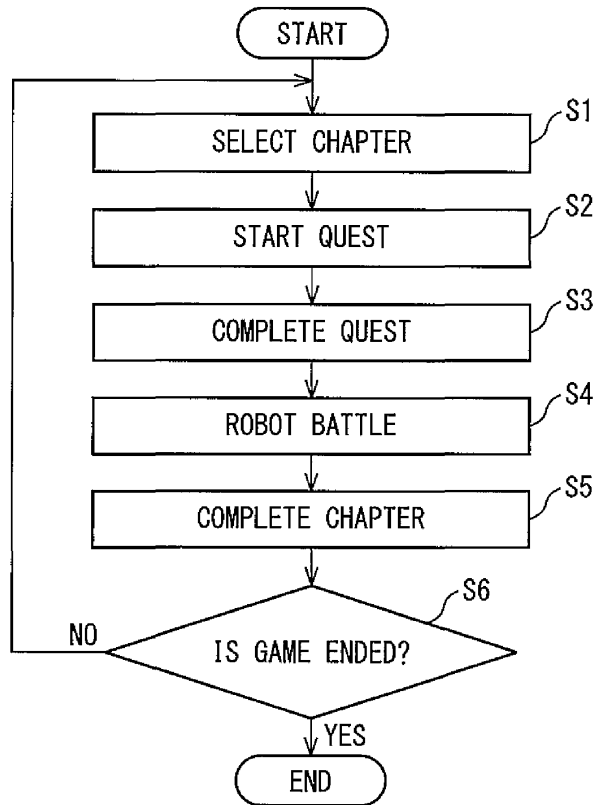 START
S1
SELECT CHAPTER
S2
START QUEST
S3
COMPLETE QUEST
S4
ROBOT BATTLE
S5
COMPLETE CHAPTER
S6
NO
IS GAME ENDED?
YES
END